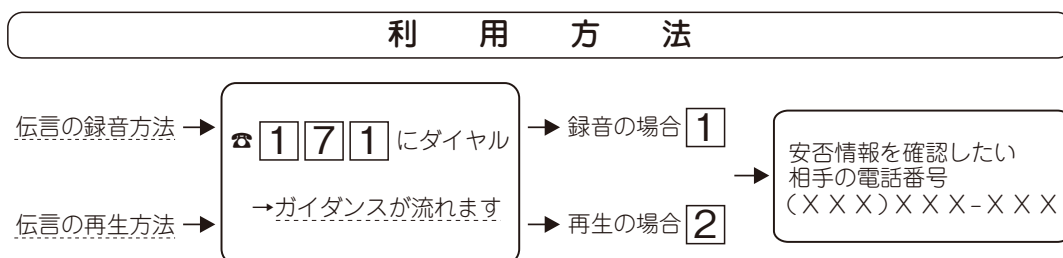 利用方法
伝言の録音方法→
☎171にダイヤル
→ガイダンスが流れます
伝言の再生方法→
→録音の場合1
→再生の場合2
→
安否情報を確認したい
相手の電話番号
(XXX)XXX-XXX